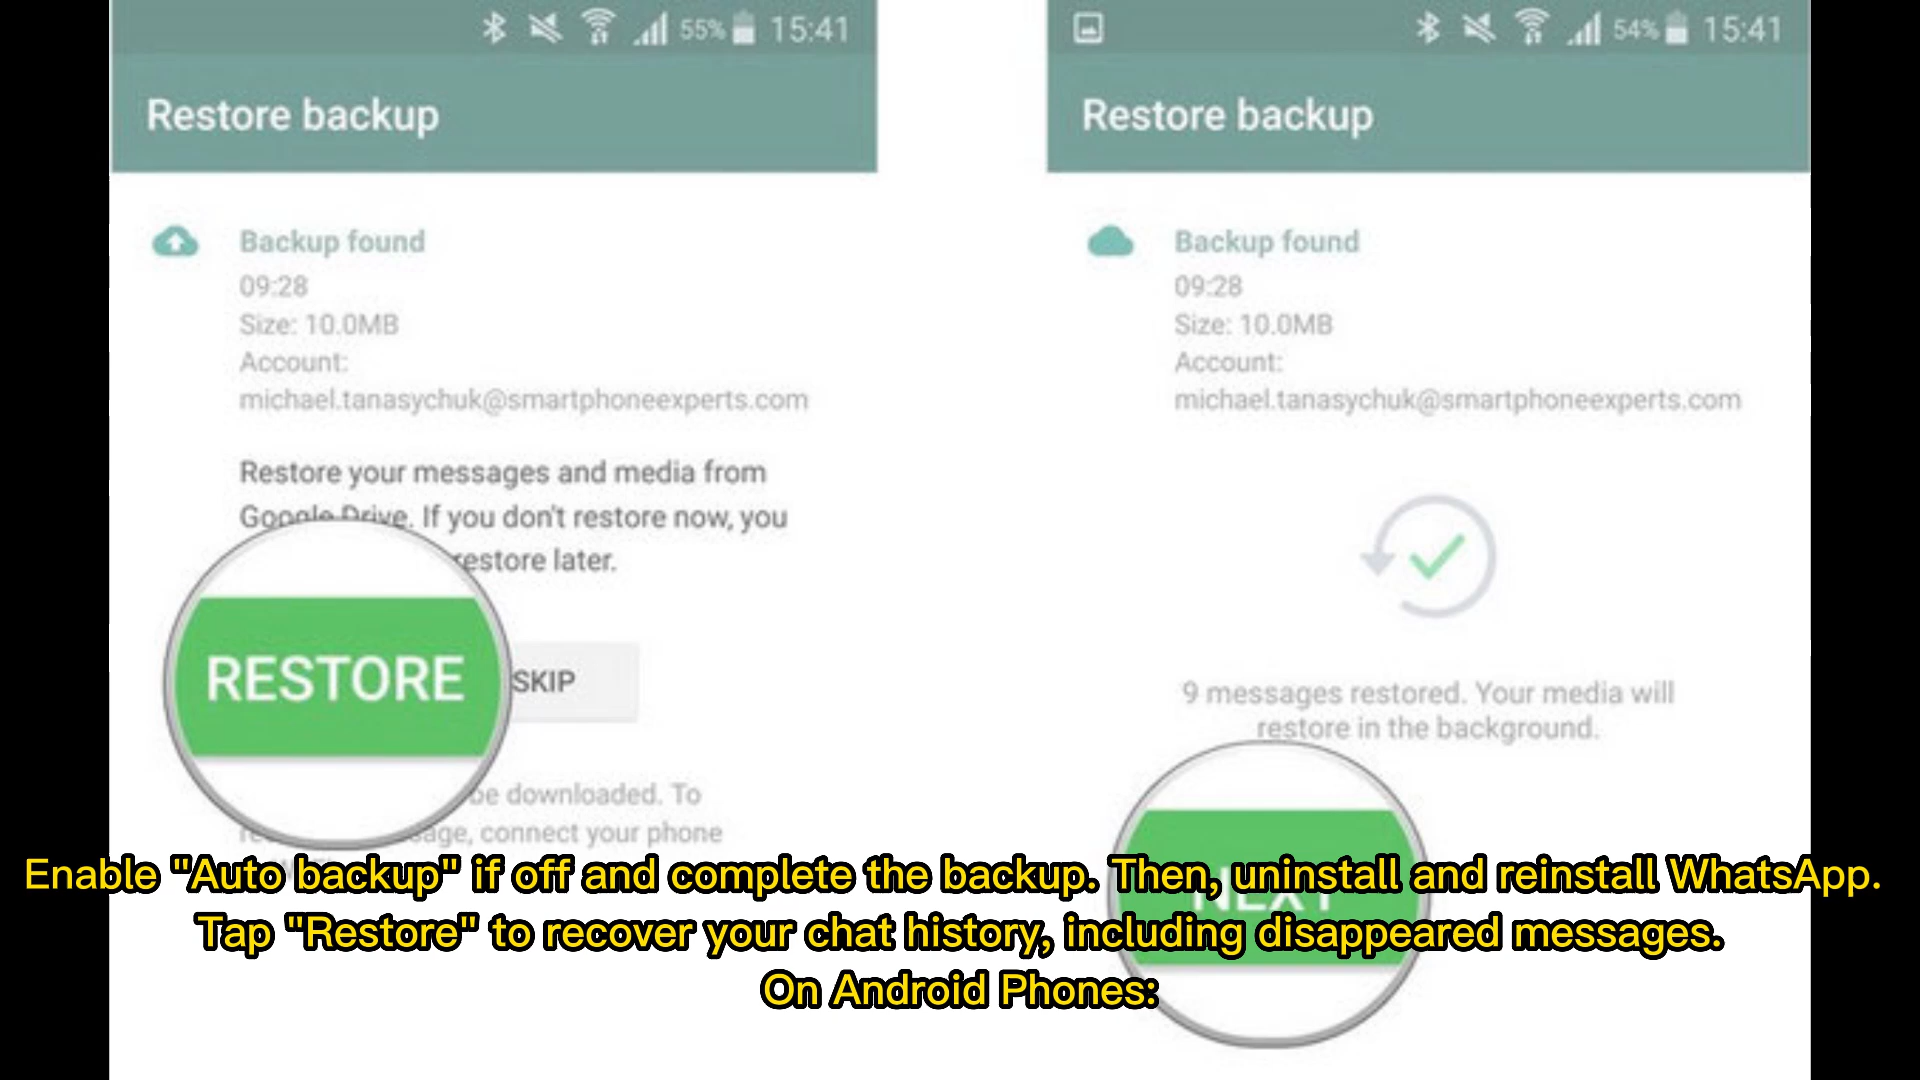 55% 15:41
Restore backup
Backup found
09:28
Size: 10.0MB
Account:
michael.tanasychuk@smartphoneexperts.com
Restore your messages and media from
Google Drive. If you don't restore now, you
restore later.
RESTORE
SKIP
be downloaded. To
connect your phone
54% 15:41
Restore backup
Backup found
09:28
Size: 10.0MB
Account:
michael.tanasychuk@smartphoneexperts.com
9 messages restored. Your media will
restore in the background.
NEXT
Enable "Auto backup" if off and complete the backup. Then, uninstall and reinstall WhatsApp.
Tap "Restore" to recover your chat history, including disappeared messages.
On Android Phones: